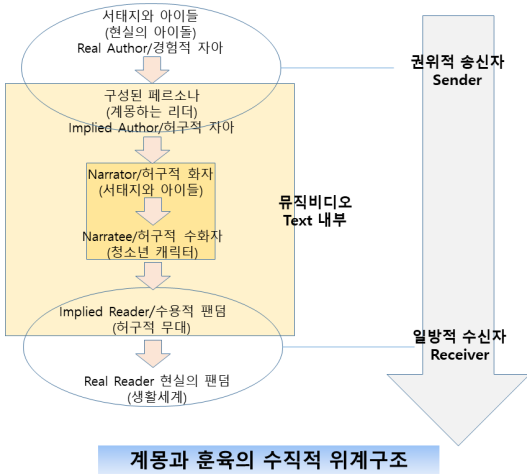 서태지와 아이들
(현실의 아이돌)
Real Author/경험적 자아
구성된 페르소나
(계몽하는 리더)
Implied Author/허구적 자아
Narrator/허구적 화자
(서태지와 아이들)
Narratee/허구적 수화자
(청소년 캐릭터)
Implied Reader/수용적 팬덤
(허구적 무대)
Real Reader 현실의 팬덤
(생활세계)
권위적 송신자
Sender
뮤직비디오
Text 내부
일방적 수신자
Receiver
계몽과 훈육의 수직적 위계구조